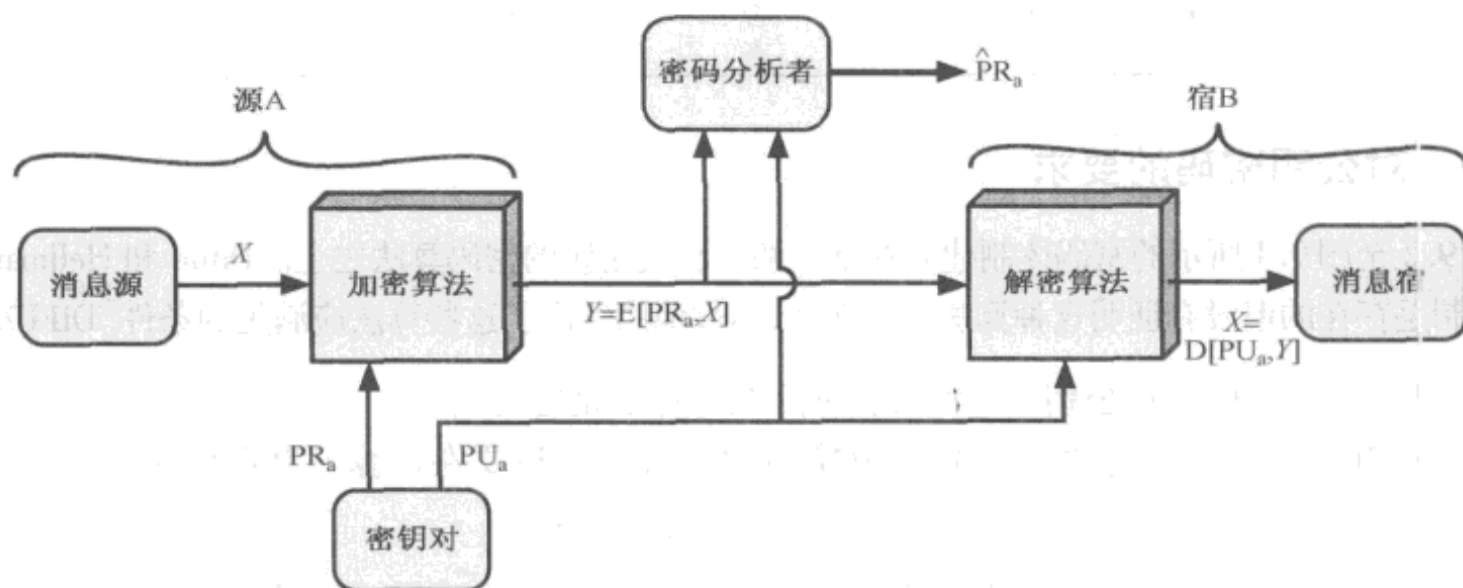 密码分析者
P̂Rₐ
源A
宿B
消息源
X
加密算法
Y=E[PRₐ,X]
解密算法
X=
D[PUₐ,Y]
消息宿
PRₐ
PUₐ
密钥对